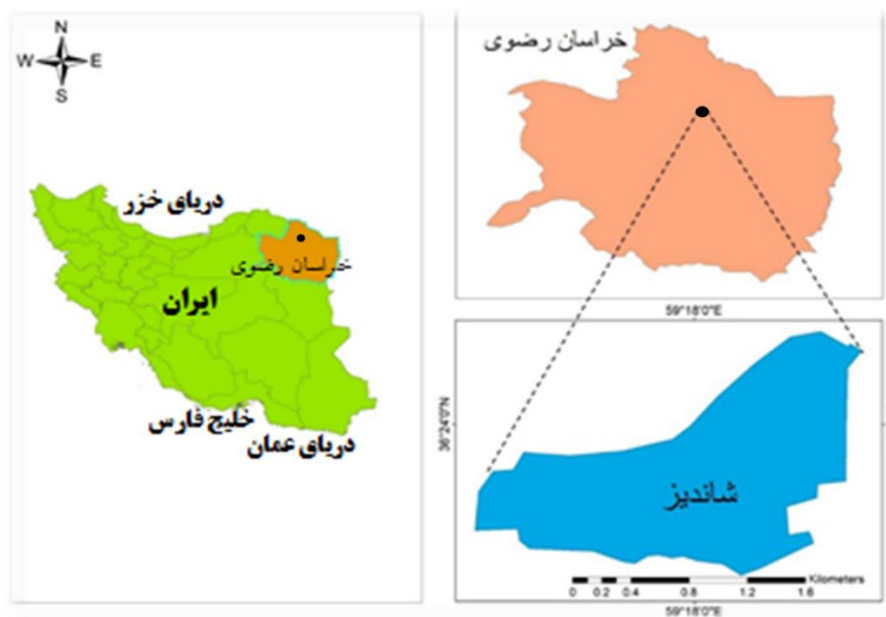 N
W E
S
دریای خزر
خراسان رضوی
ایران
خلیج فارس
دریای عمان
خراسان رضوی
59°18'0"E
36°24'0"N
شاندیز
Kilometers
0 0.2 0.4 0.8 1.2 1.6
59°18'0"E